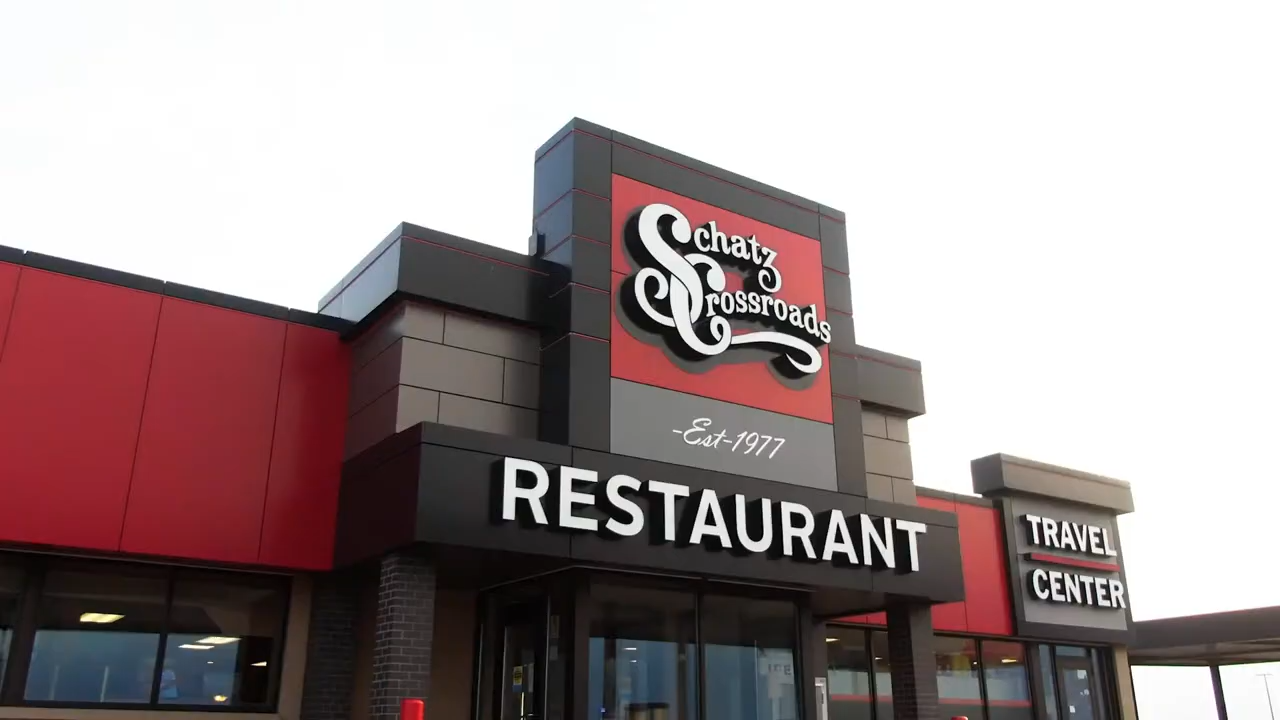 Schatz
Crossroads
-Est-1977
RESTAURANT
TRAVEL
CENTER